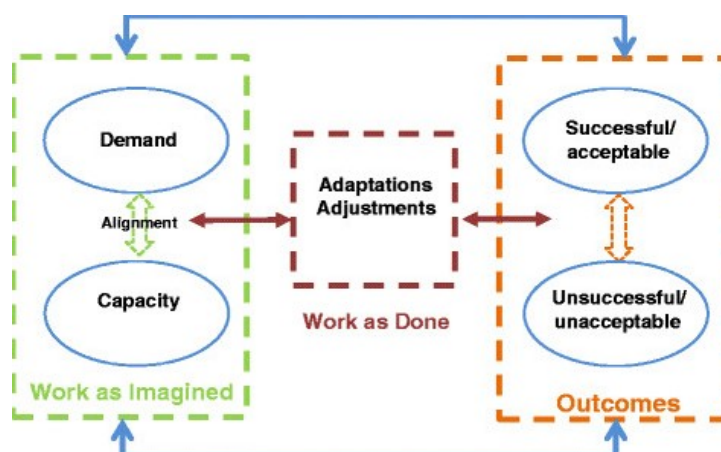 Demand
Alignment
Capacity
Work as Imagined
Adaptations
Adjustments
Work as Done
Successful/
acceptable
Unsuccessful/
unacceptable
Outcomes